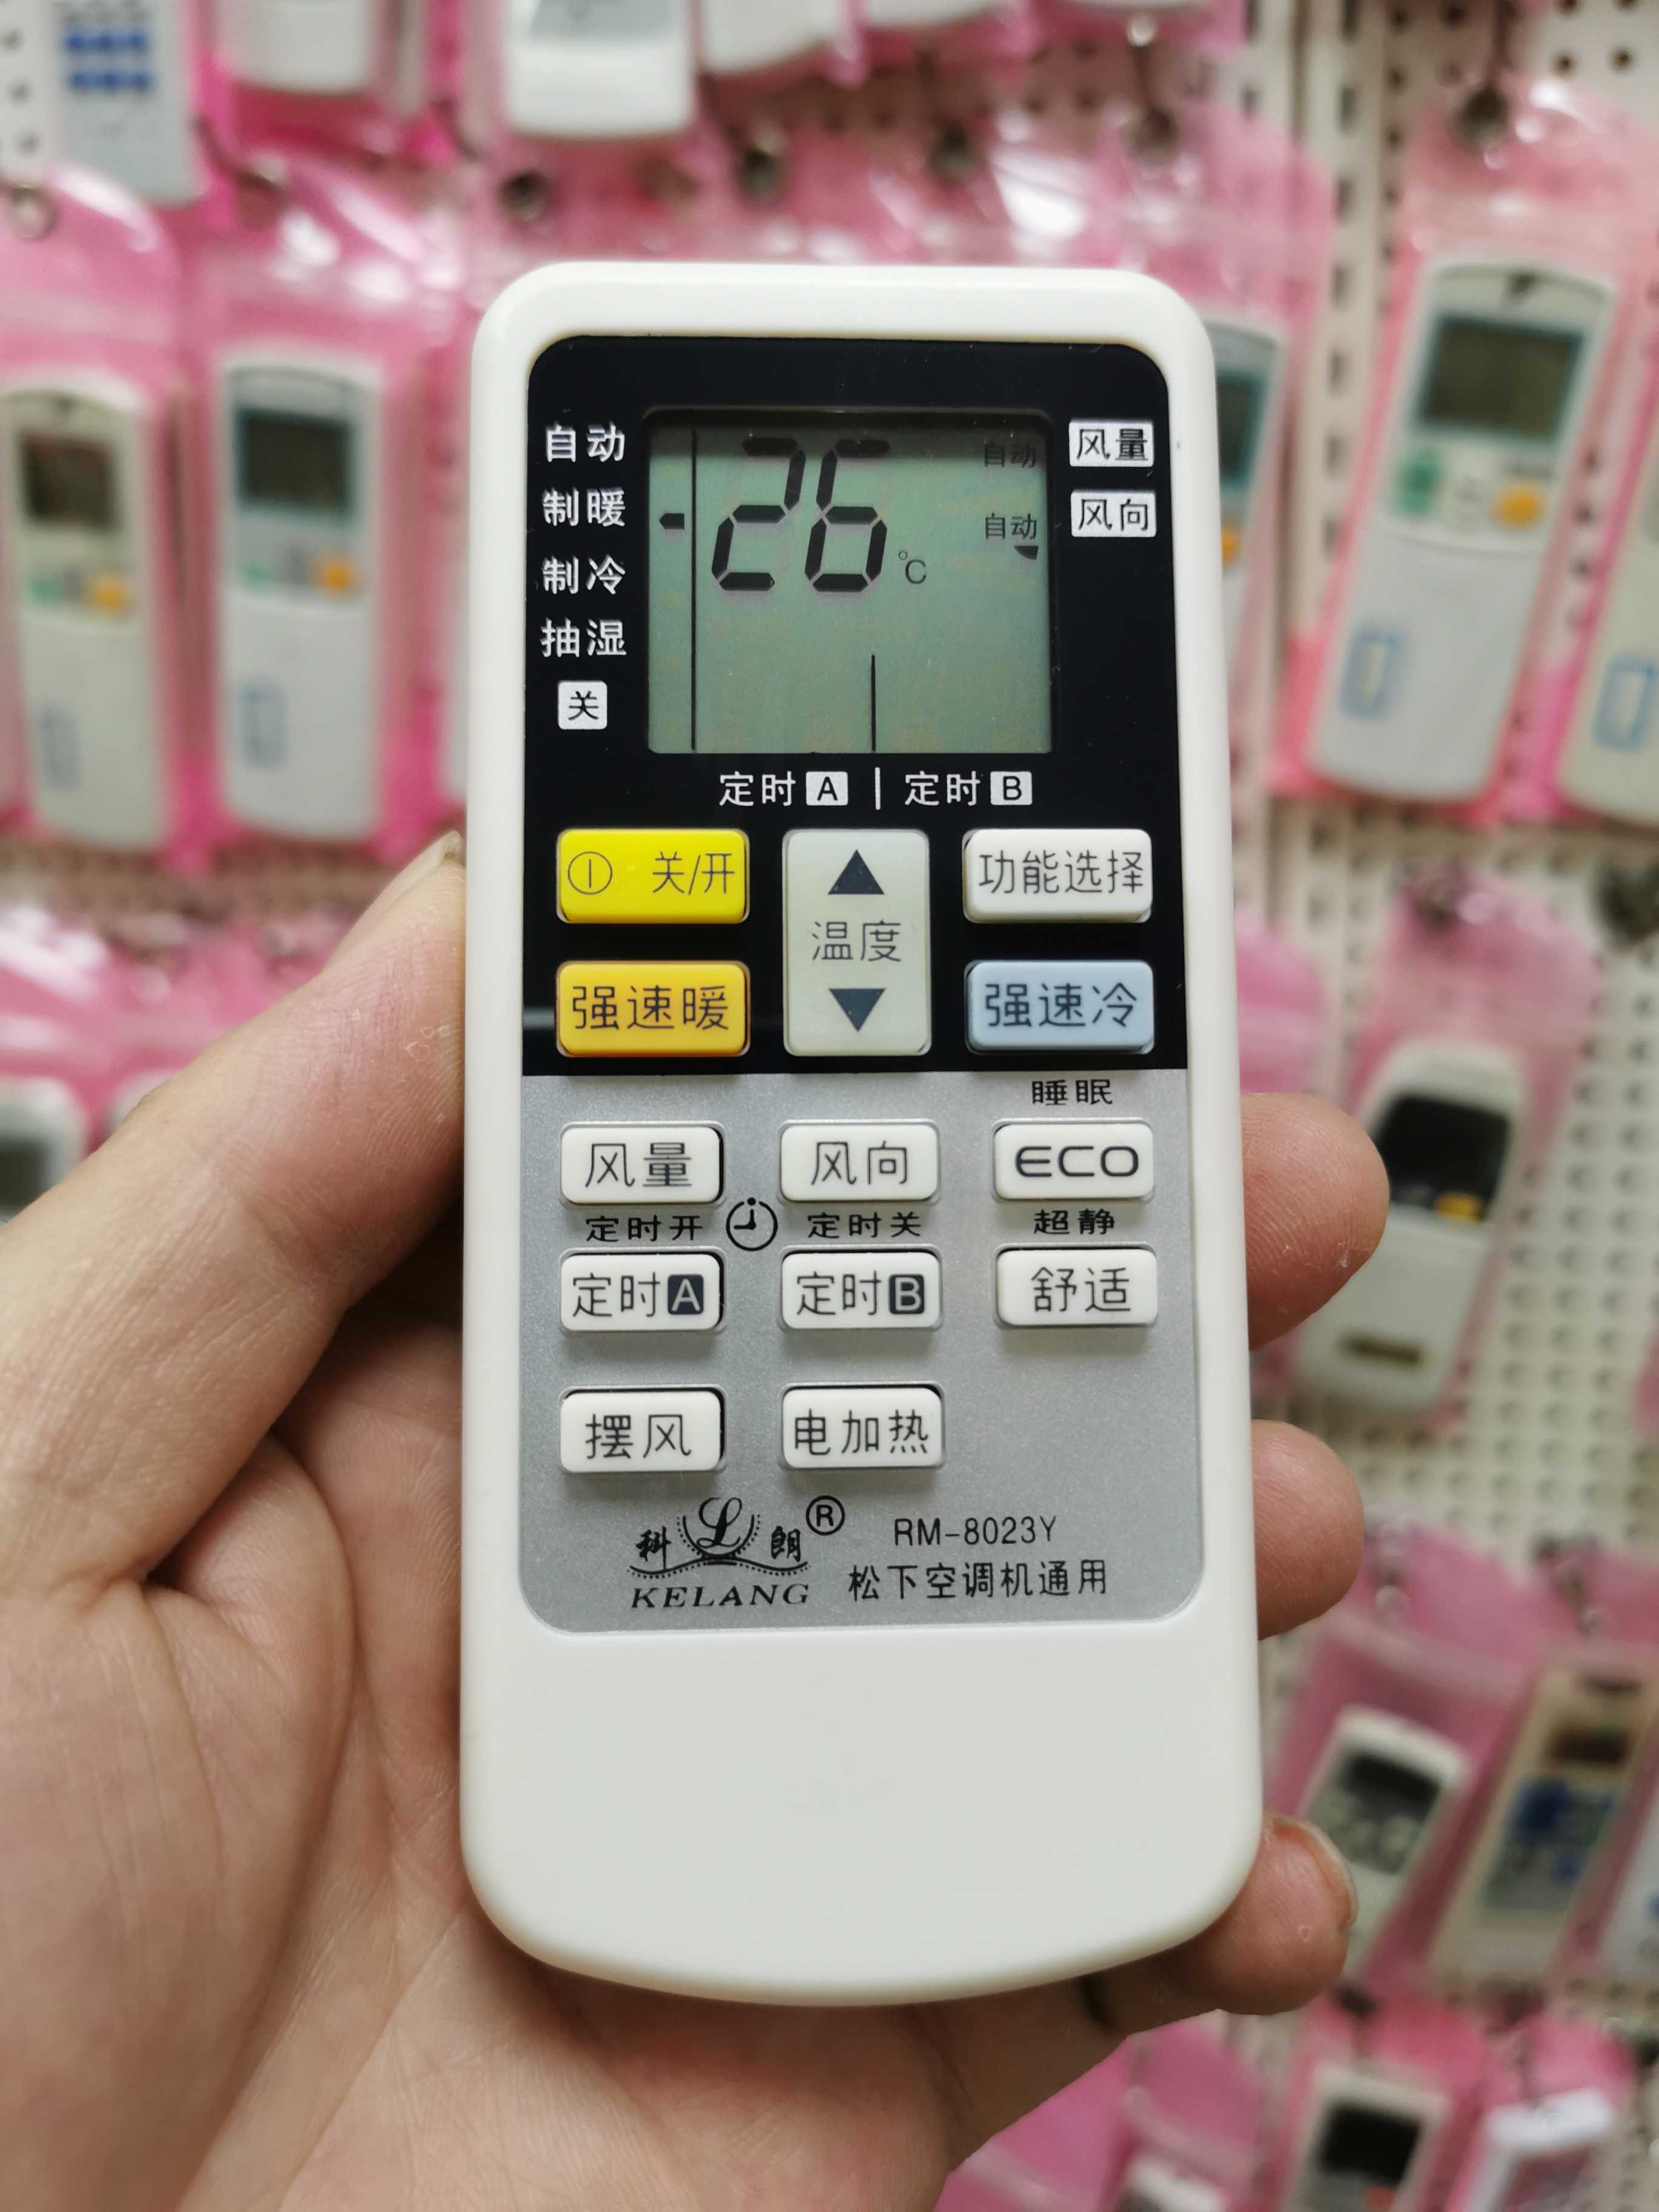 自动
风量
制暖
26℃
自动
风向
自动
制冷
抽湿
关
定时A | 定时B
关/开
温度
功能选择
强速暖
强速冷
睡眠
风量
风向
ECO
定时开
定时关
超静
定时A
定时B
舒适
摆风
电加热
科L朗®
KELANG
RM-8023Y
松下空调机通用